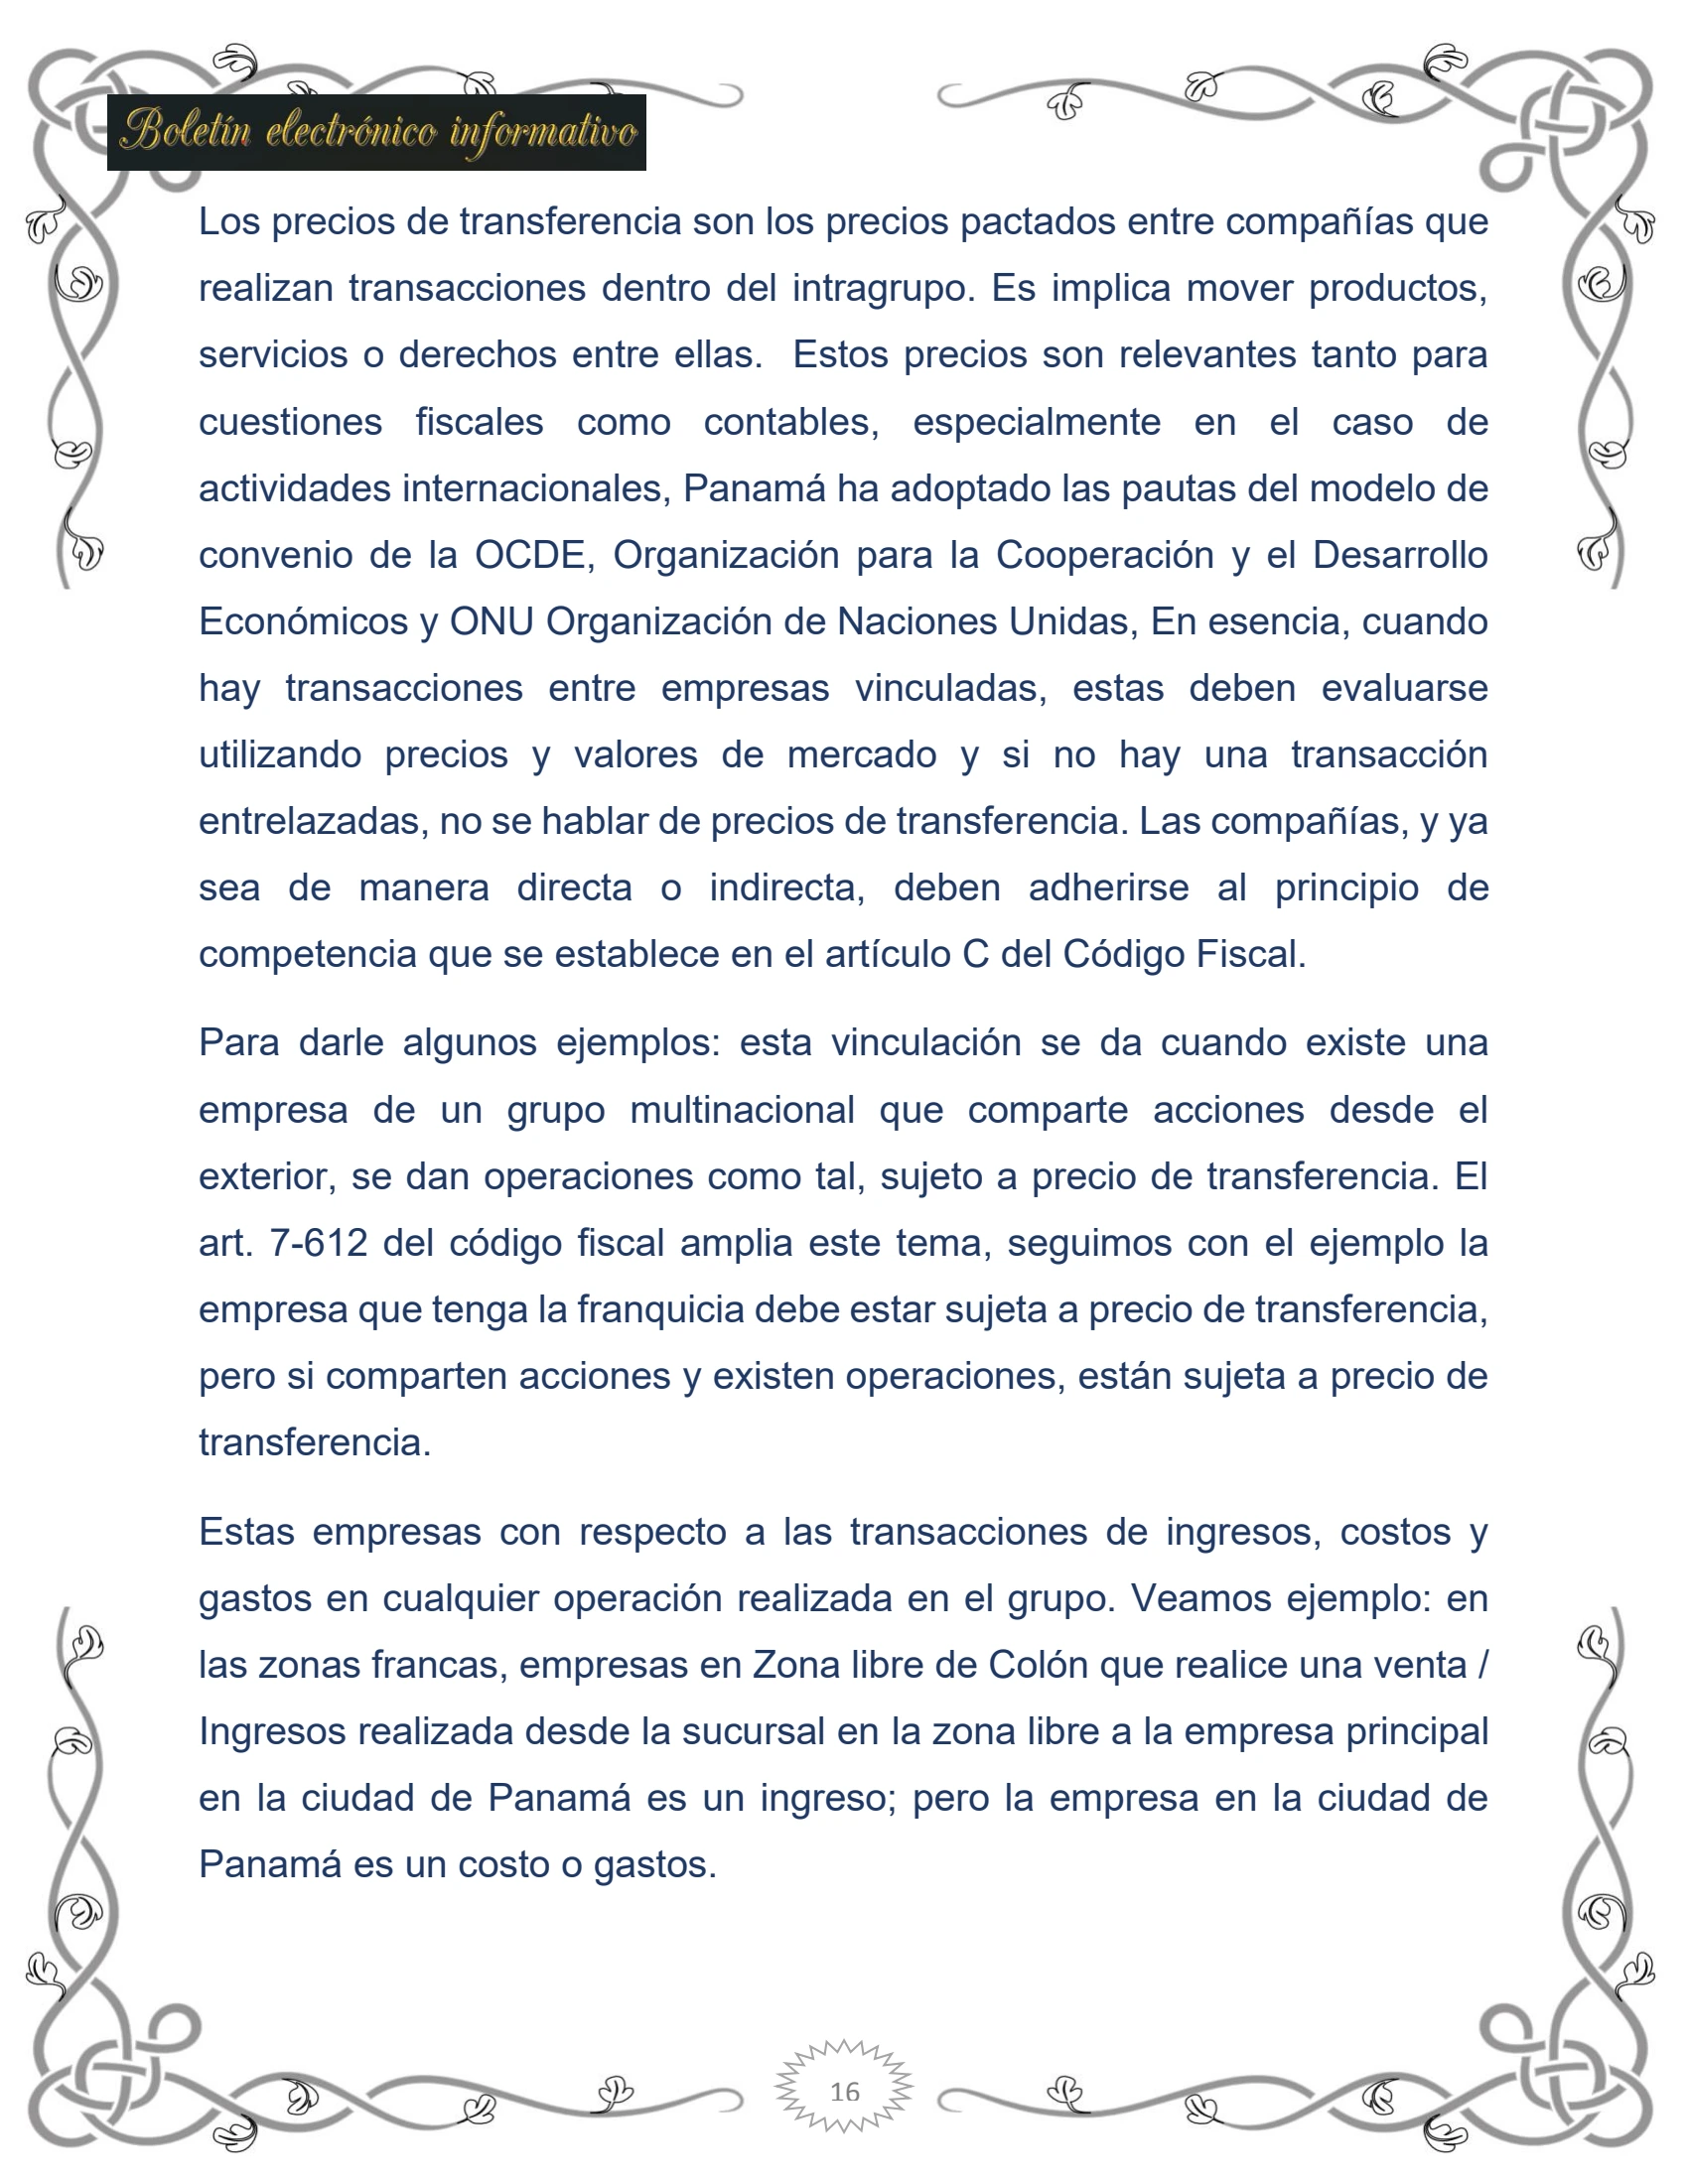 Boletín electrónico informativo
Los precios de transferencia son los precios pactados entre compañías que
realizan transacciones dentro del intragrupo. Es implica mover productos,
servicios o derechos entre ellas.  Estos precios son relevantes tanto para
cuestiones fiscales como contables, especialmente en el caso de
actividades internacionales, Panamá ha adoptado las pautas del modelo de
convenio de la OCDE, Organización para la Cooperación y el Desarrollo
Económicos y ONU Organización de Naciones Unidas, En esencia, cuando
hay transacciones entre empresas vinculadas, estas deben evaluarse
utilizando precios y valores de mercado y si no hay una transacción
entrelazadas, no se hablar de precios de transferencia. Las compañías, y ya
sea de manera directa o indirecta, deben adherirse al principio de
competencia que se establece en el artículo C del Código Fiscal.
Para darle algunos ejemplos: esta vinculación se da cuando existe una
empresa de un grupo multinacional que comparte acciones desde el
exterior, se dan operaciones como tal, sujeto a precio de transferencia. El
art. 7-612 del código fiscal amplia este tema, seguimos con el ejemplo la
empresa que tenga la franquicia debe estar sujeta a precio de transferencia,
pero si comparten acciones y existen operaciones, están sujeta a precio de
transferencia.
Estas empresas con respecto a las transacciones de ingresos, costos y
gastos en cualquier operación realizada en el grupo. Veamos ejemplo: en
las zonas francas, empresas en Zona libre de Colón que realice una venta /
Ingresos realizada desde la sucursal en la zona libre a la empresa principal
en la ciudad de Panamá es un ingreso; pero la empresa en la ciudad de
Panamá es un costo o gastos.
16